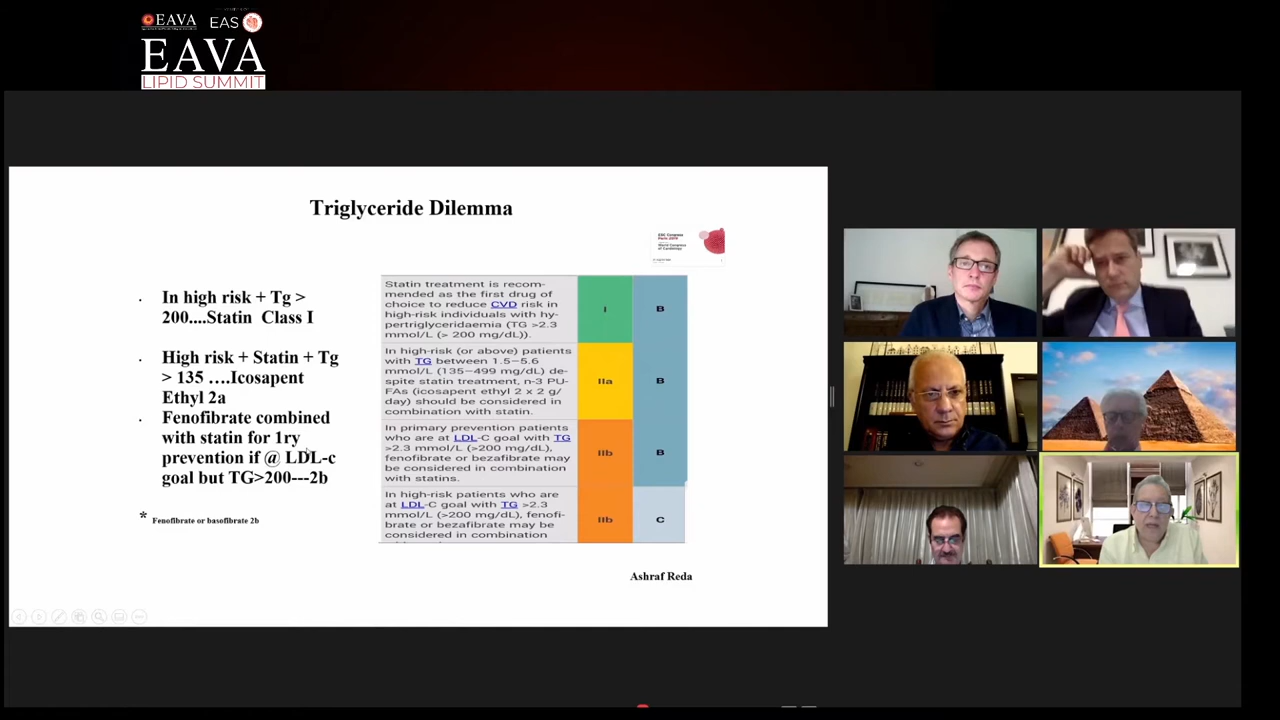 EAVA
EAS
EAVA
LIPID SUMMIT
Triglyceride Dilemma
ESC Congress
Paris 2019
World Congress
of Cardiology
In high risk + Tg >
200....Statin Class I
High risk + Statin + Tg
> 135 ….Icosapent
Ethyl 2a
Fenofibrate combined
with statin for 1ry
prevention if @ LDL-c
goal but TG>200---2b
* Fenofibrate or basofibrate 2b
Statin treatment is recom-
mended as the first drug of
choice to reduce CVD risk in
high-risk individuals with hy-
pertriglyceridaemia (TG >2.3
mmol/L (> 200 mg/dL)).
I
B
In high-risk (or above) patients
with TG between 1.5–5.6
mmol/L (135–499 mg/dL) de-
spite statin treatment, n-3 PU-
FAs (icosapent ethyl 2 x 2 g/
day) should be considered in
combination with statin.
IIa
B
In primary prevention patients
who are at LDL-C goal with TG
>2.3 mmol/L (>200 mg/dL),
fenofibrate or bezafibrate may
be considered in combination
with statins.
IIb
B
In high-risk patients who are
at LDL-C goal with TG >2.3
mmol/L (>200 mg/dL), fenofi-
brate or bezafibrate may be
considered in combination
IIb
C
Ashraf Reda